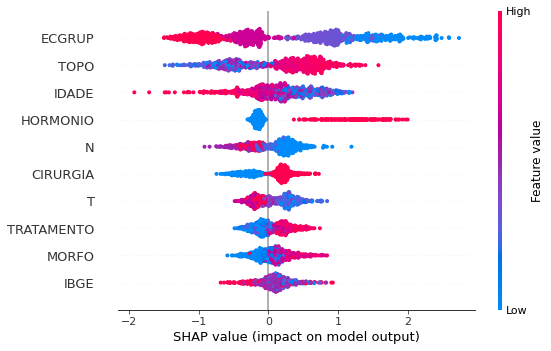 High
ECGRUP
TOPO
IDADE
HORMONIO
N
CIRURGIA
T
TRATAMENTO
MORFO
IBGE
Feature value
Low
−2 −1 0 1 2
SHAP value (impact on model output)